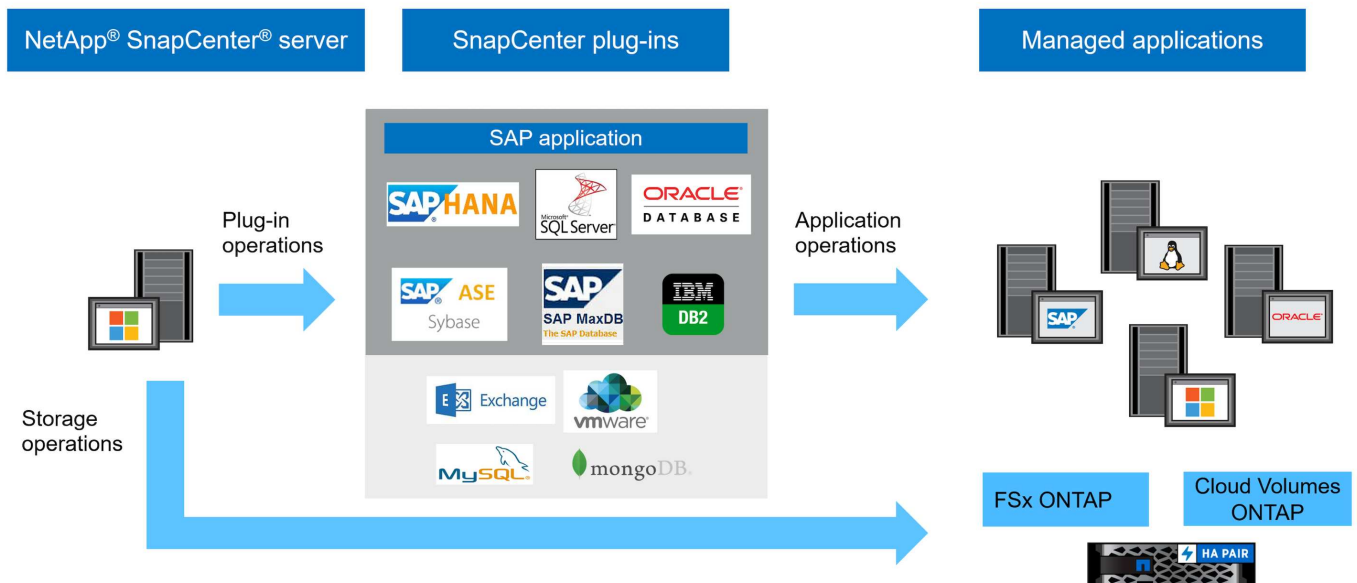 NetApp® SnapCenter® server
SnapCenter plug-ins
Managed applications
SAP application
SAP HANA
Microsoft®
SQL Server
ORACLE®
DATABASE
Plug-in
operations
Application
operations
SAP® ASE
Sybase
SAP
SAP MaxDB
The SAP Database
IBM
DB2
SAP
ORACLE
E Exchange
vmware®
MySQL®
mongoDB®
Storage
operations
FSx ONTAP
Cloud Volumes
ONTAP
HA PAIR